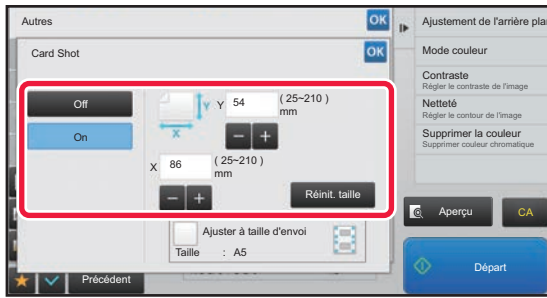 Autres
OK
Card Shot
OK
Off
On
Y
X
Y 54 ( 25~210 )
mm
X 86 ( 25~210 )
mm
Réinit. taille
Ajuster à taille d'envoi
Taille : A5
Précédent
Ajustement de l'arrière pla
Mode couleur
Contraste
Régler le contraste de l'image
Netteté
Régler le contour de l'image
Supprimer la couleur
Supprimer couleur chromatique
Aperçu
CA
Départ